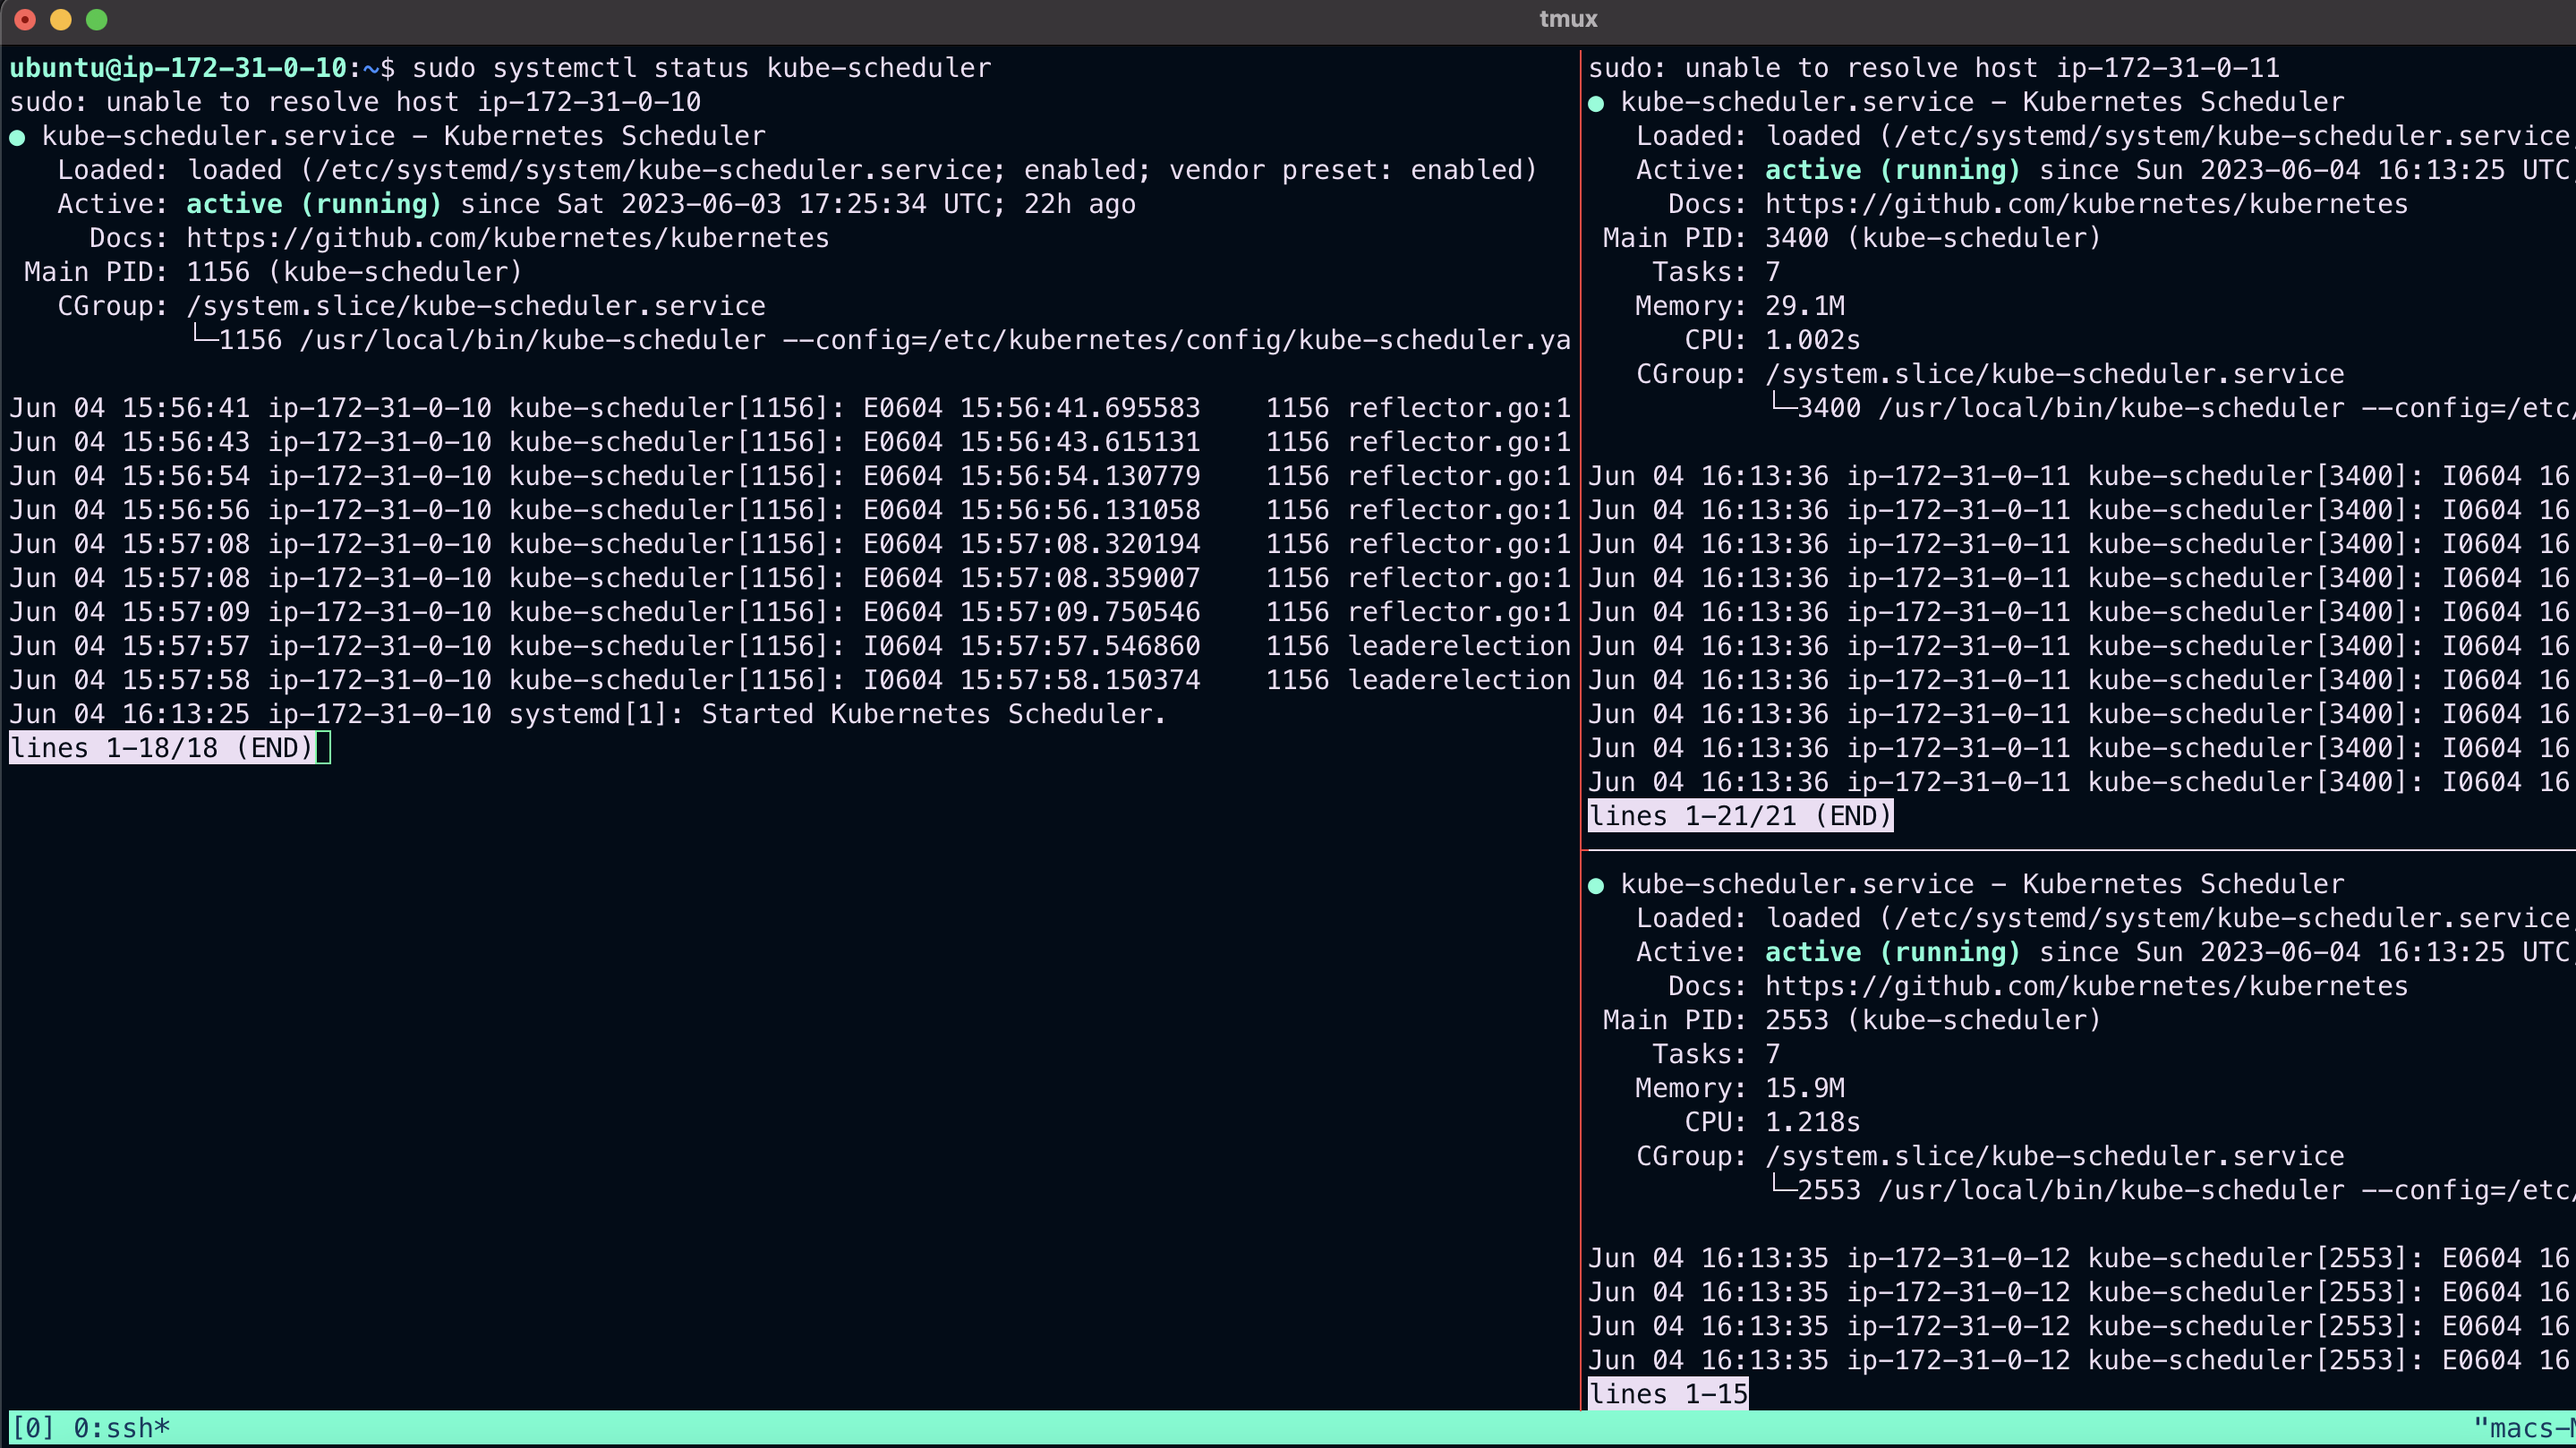 tmux
ubuntu@ip-172-31-0-10:~$ sudo systemctl status kube-scheduler
sudo: unable to resolve host ip-172-31-0-10
● kube-scheduler.service - Kubernetes Scheduler
Loaded: loaded (/etc/systemd/system/kube-scheduler.service; enabled; vendor preset: enabled)
Active: active (running) since Sat 2023-06-03 17:25:34 UTC; 22h ago
Docs: https://github.com/kubernetes/kubernetes
Main PID: 1156 (kube-scheduler)
CGroup: /system.slice/kube-scheduler.service
└─1156 /usr/local/bin/kube-scheduler --config=/etc/kubernetes/config/kube-scheduler.ya
Jun 04 15:56:41 ip-172-31-0-10 kube-scheduler[1156]: E0604 15:56:41.695583    1156 reflector.go:1
Jun 04 15:56:43 ip-172-31-0-10 kube-scheduler[1156]: E0604 15:56:43.615131    1156 reflector.go:1
Jun 04 15:56:54 ip-172-31-0-10 kube-scheduler[1156]: E0604 15:56:54.130779    1156 reflector.go:1
Jun 04 15:56:56 ip-172-31-0-10 kube-scheduler[1156]: E0604 15:56:56.131058    1156 reflector.go:1
Jun 04 15:57:08 ip-172-31-0-10 kube-scheduler[1156]: E0604 15:57:08.320194    1156 reflector.go:1
Jun 04 15:57:08 ip-172-31-0-10 kube-scheduler[1156]: E0604 15:57:08.359007    1156 reflector.go:1
Jun 04 15:57:09 ip-172-31-0-10 kube-scheduler[1156]: E0604 15:57:09.750546    1156 reflector.go:1
Jun 04 15:57:57 ip-172-31-0-10 kube-scheduler[1156]: I0604 15:57:57.546860    1156 leaderelection
Jun 04 15:57:58 ip-172-31-0-10 kube-scheduler[1156]: I0604 15:57:58.150374    1156 leaderelection
Jun 04 16:13:25 ip-172-31-0-10 systemd[1]: Started Kubernetes Scheduler.
lines 1-18/18 (END)
sudo: unable to resolve host ip-172-31-0-11
● kube-scheduler.service - Kubernetes Scheduler
Loaded: loaded (/etc/systemd/system/kube-scheduler.service;
Active: active (running) since Sun 2023-06-04 16:13:25 UTC;
Docs: https://github.com/kubernetes/kubernetes
Main PID: 3400 (kube-scheduler)
Tasks: 7
Memory: 29.1M
CPU: 1.002s
CGroup: /system.slice/kube-scheduler.service
└─3400 /usr/local/bin/kube-scheduler --config=/etc/
Jun 04 16:13:36 ip-172-31-0-11 kube-scheduler[3400]: I0604 16
Jun 04 16:13:36 ip-172-31-0-11 kube-scheduler[3400]: I0604 16
Jun 04 16:13:36 ip-172-31-0-11 kube-scheduler[3400]: I0604 16
Jun 04 16:13:36 ip-172-31-0-11 kube-scheduler[3400]: I0604 16
Jun 04 16:13:36 ip-172-31-0-11 kube-scheduler[3400]: I0604 16
Jun 04 16:13:36 ip-172-31-0-11 kube-scheduler[3400]: I0604 16
Jun 04 16:13:36 ip-172-31-0-11 kube-scheduler[3400]: I0604 16
Jun 04 16:13:36 ip-172-31-0-11 kube-scheduler[3400]: I0604 16
Jun 04 16:13:36 ip-172-31-0-11 kube-scheduler[3400]: I0604 16
Jun 04 16:13:36 ip-172-31-0-11 kube-scheduler[3400]: I0604 16
lines 1-21/21 (END)
● kube-scheduler.service - Kubernetes Scheduler
Loaded: loaded (/etc/systemd/system/kube-scheduler.service;
Active: active (running) since Sun 2023-06-04 16:13:25 UTC;
Docs: https://github.com/kubernetes/kubernetes
Main PID: 2553 (kube-scheduler)
Tasks: 7
Memory: 15.9M
CPU: 1.218s
CGroup: /system.slice/kube-scheduler.service
└─2553 /usr/local/bin/kube-scheduler --config=/etc/
Jun 04 16:13:35 ip-172-31-0-12 kube-scheduler[2553]: E0604 16
Jun 04 16:13:35 ip-172-31-0-12 kube-scheduler[2553]: E0604 16
Jun 04 16:13:35 ip-172-31-0-12 kube-scheduler[2553]: E0604 16
Jun 04 16:13:35 ip-172-31-0-12 kube-scheduler[2553]: E0604 16
lines 1-15
[0] 0:ssh*
"macs-M